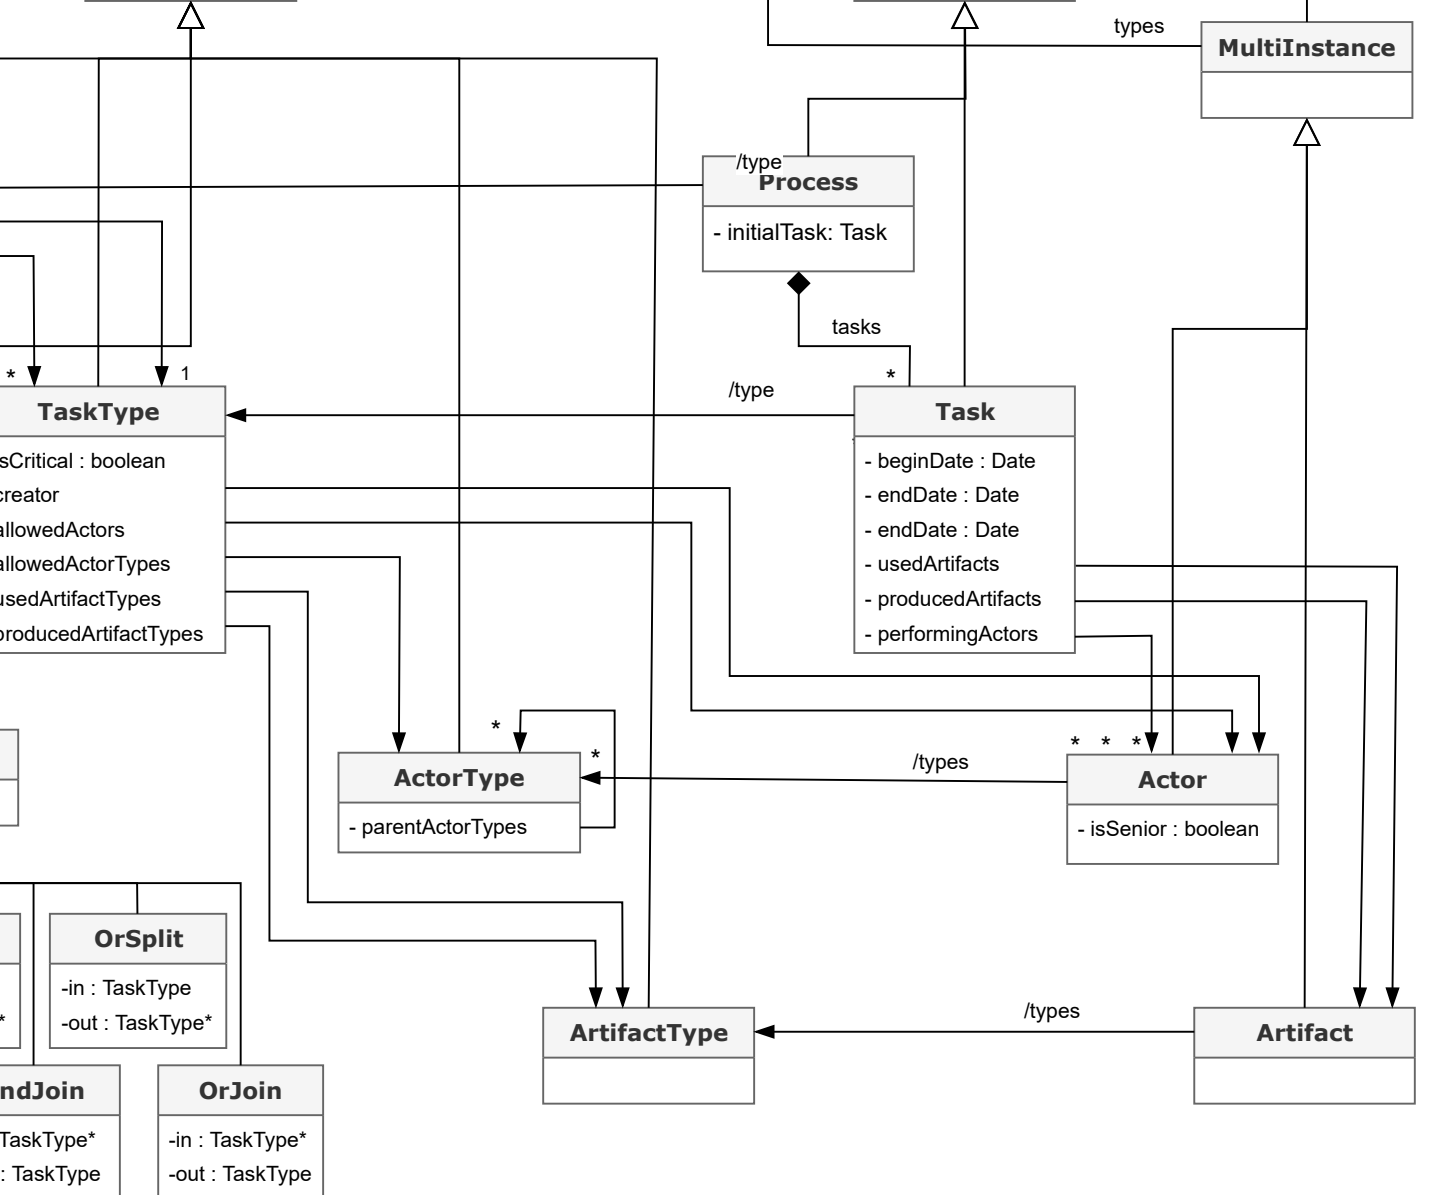 types
MultiInstance
/type
Process
- initialTask: Task
tasks
*
*
1
/type
TaskType
sCritical : boolean
creator
allowedActors
allowedActorTypes
usedArtifactTypes
producedArtifactTypes
Task
- beginDate : Date
- endDate : Date
- endDate : Date
- usedArtifacts
- producedArtifacts
- performingActors
*
*
* * *
/types
ActorType
- parentActorTypes
Actor
- isSenior : boolean
OrSplit
-in : TaskType
-out : TaskType*
*
/types
ArtifactType
Artifact
ndJoin
TaskType*
: TaskType
OrJoin
-in : TaskType*
-out : TaskType